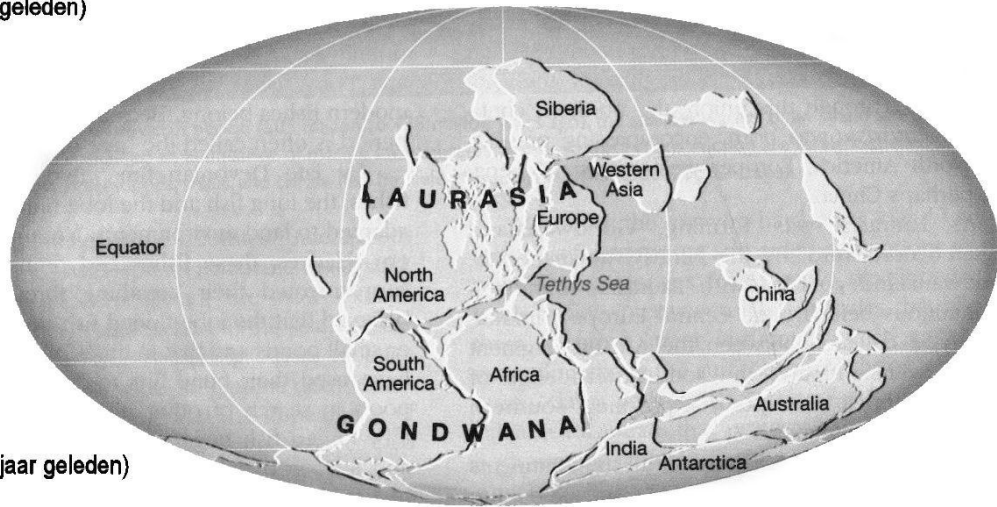 geleden)
Siberia
Western
Asia
LAURASIA
Europe
Equator
North
America
Tethys Sea
China
South
America
Africa
Australia
GONDWANA
India
Antarctica
jaar geleden)